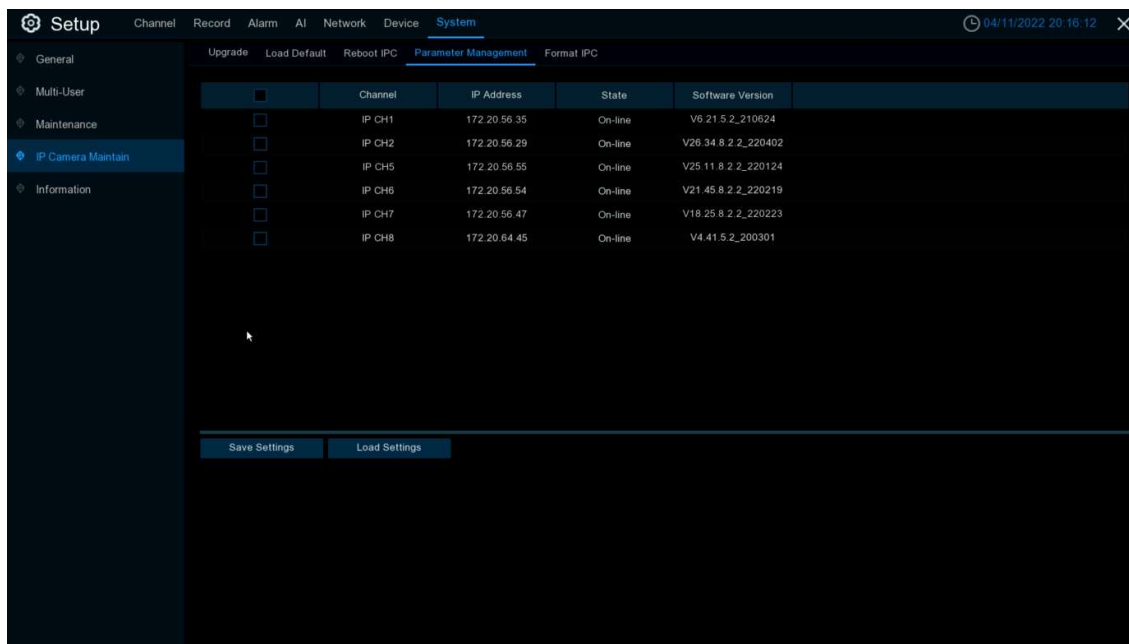 Setup Channel Record Alarm AI Network Device System 04/11/2022 20:16:12
General
Multi-User
Maintenance
IP Camera Maintain
Information
Upgrade Load Default Reboot IPC Parameter Management Format IPC
Channel IP Address State Software Version
IP CH1 172.20.56.35 On-line V6.21.5.2_210624
IP CH2 172.20.56.29 On-line V26.34.8.2.2_220402
IP CH5 172.20.56.55 On-line V25.11.8.2.2_220124
IP CH6 172.20.56.54 On-line V21.45.8.2.2_220219
IP CH7 172.20.56.47 On-line V18.25.8.2.2_220223
IP CH8 172.20.64.45 On-line V4.41.5.2_200301
Save Settings Load Settings